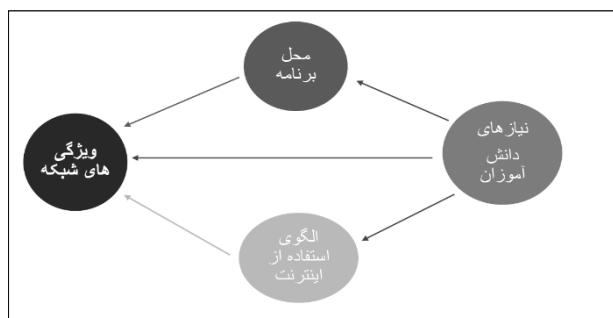 محل
برنامه
نیازهای
دانش
آموزان
ویژگی
های شبکه
الگوی
استفاده از
اینترنت